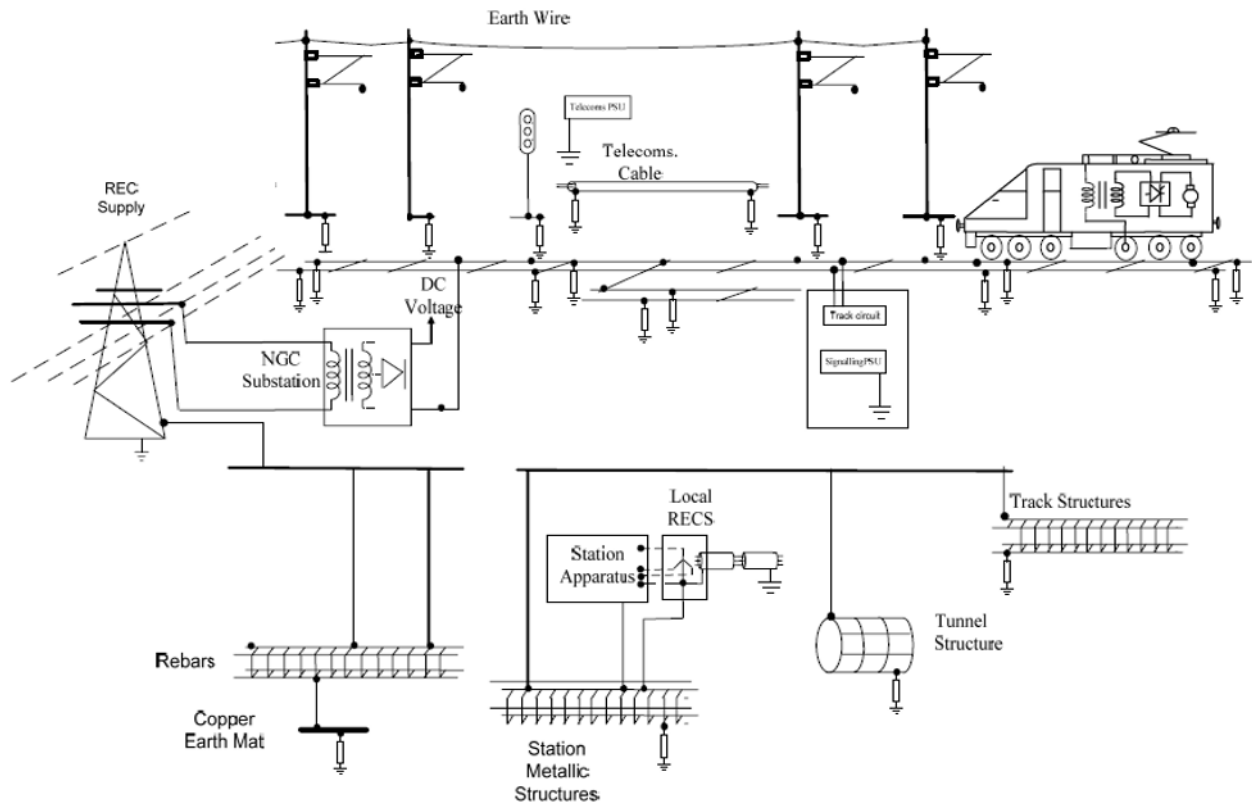 Earth Wire
Telecoms PSU
Telecoms.
Cable
REC
Supply
DC
Voltage
NGC
Substation
Track circuit
SignallingPSU
Local
RECS
Track Structures
Station
Apparatus
Tunnel
Structure
Rebars
Copper
Earth Mat
Station
Metallic
Structures